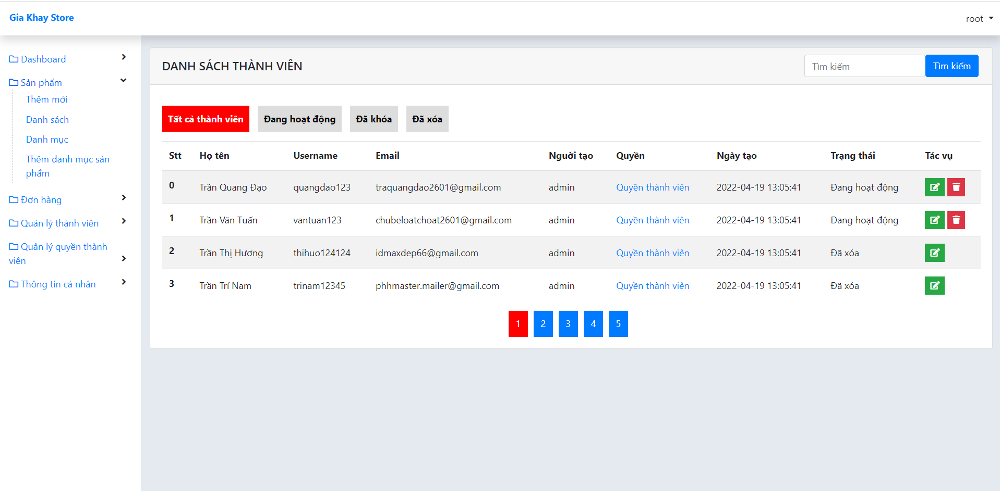 Gia Khay Store
root
Dashboard
Sản phẩm
Thêm mới
Danh sách
Danh mục
Thêm danh mục sản
phẩm
Đơn hàng
Quản lý thành viên
Quản lý quyền thành
viên
Thông tin cá nhân
DANH SÁCH THÀNH VIÊN
Tìm kiếm Tìm kiếm
Tất cả thành viên Đang hoạt động Đã khóa Đã xóa
Stt Họ tên Username Email Người tạo Quyền Ngày tạo Trạng thái Tác vụ
0 Trần Quang Đạo quangdao123 traquangdao2601@gmail.com admin Quyền thành viên 2022-04-19 13:05:41 Đang hoạt động
1 Trần Văn Tuấn vantuan123 chubeloatchoat2601@gmail.com admin Quyền thành viên 2022-04-19 13:05:41 Đang hoạt động
2 Trần Thị Hương thihuo124124 idmaxdep66@gmail.com admin Quyền thành viên 2022-04-19 13:05:41 Đã xóa
3 Trần Trí Nam trinam12345 phhmaster.mailer@gmail.com admin Quyền thành viên 2022-04-19 13:05:41 Đã xóa
1 2 3 4 5